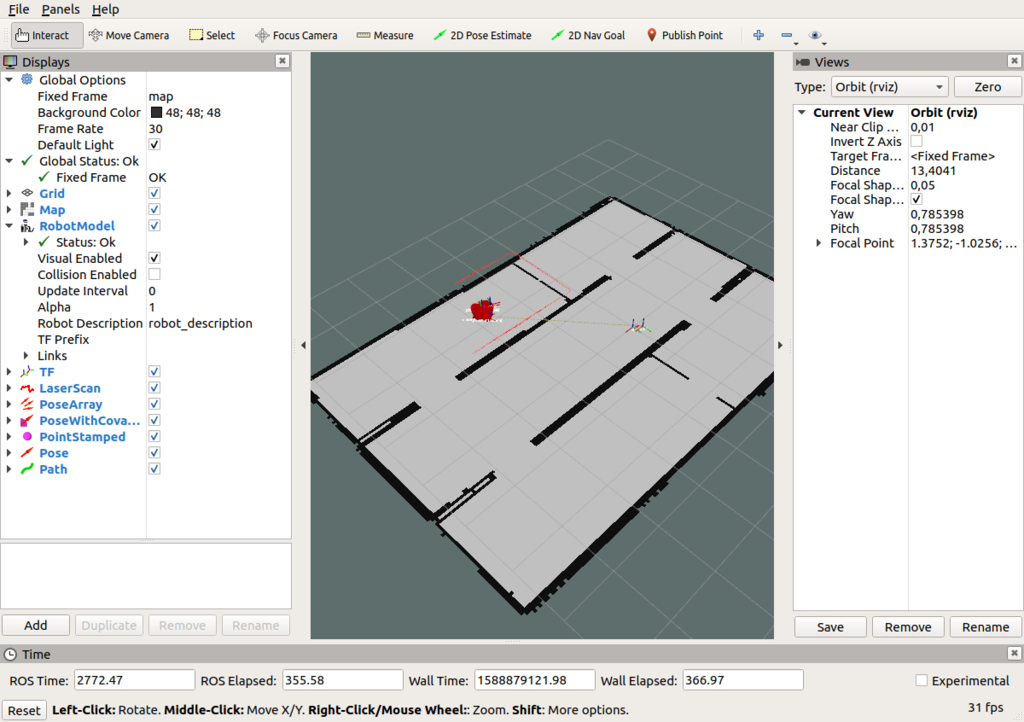 File Panels Help
Interact Move Camera Select Focus Camera Measure 2D Pose Estimate 2D Nav Goal Publish Point
Displays
Global Options
Fixed Frame map
Background Color 48; 48; 48
Frame Rate 30
Default Light
Global Status: Ok
Fixed Frame OK
Grid
Map
RobotModel
Status: Ok
Visual Enabled
Collision Enabled
Update Interval 0
Alpha 1
Robot Description robot_description
TF Prefix
Links
TF
LaserScan
PoseArray
PoseWithCova...
PointStamped
Pose
Path
Add Duplicate Remove Rename
Views
Type: Orbit (rviz) Zero
Current View Orbit (rviz)
Near Clip ... 0,01
Invert Z Axis
Target Fra... <Fixed Frame>
Distance 13,4041
Focal Shap... 0,05
Focal Shap...
Yaw 0,785398
Pitch 0,785398
Focal Point 1.3752; -1.0256; ...
Save Remove Rename
Time
ROS Time: 2772.47 ROS Elapsed: 355.58 Wall Time: 1588879121.98 Wall Elapsed: 366.97 Experimental
Reset Left-Click: Rotate. Middle-Click: Move X/Y. Right-Click/Mouse Wheel:: Zoom. Shift: More options. 31 fps